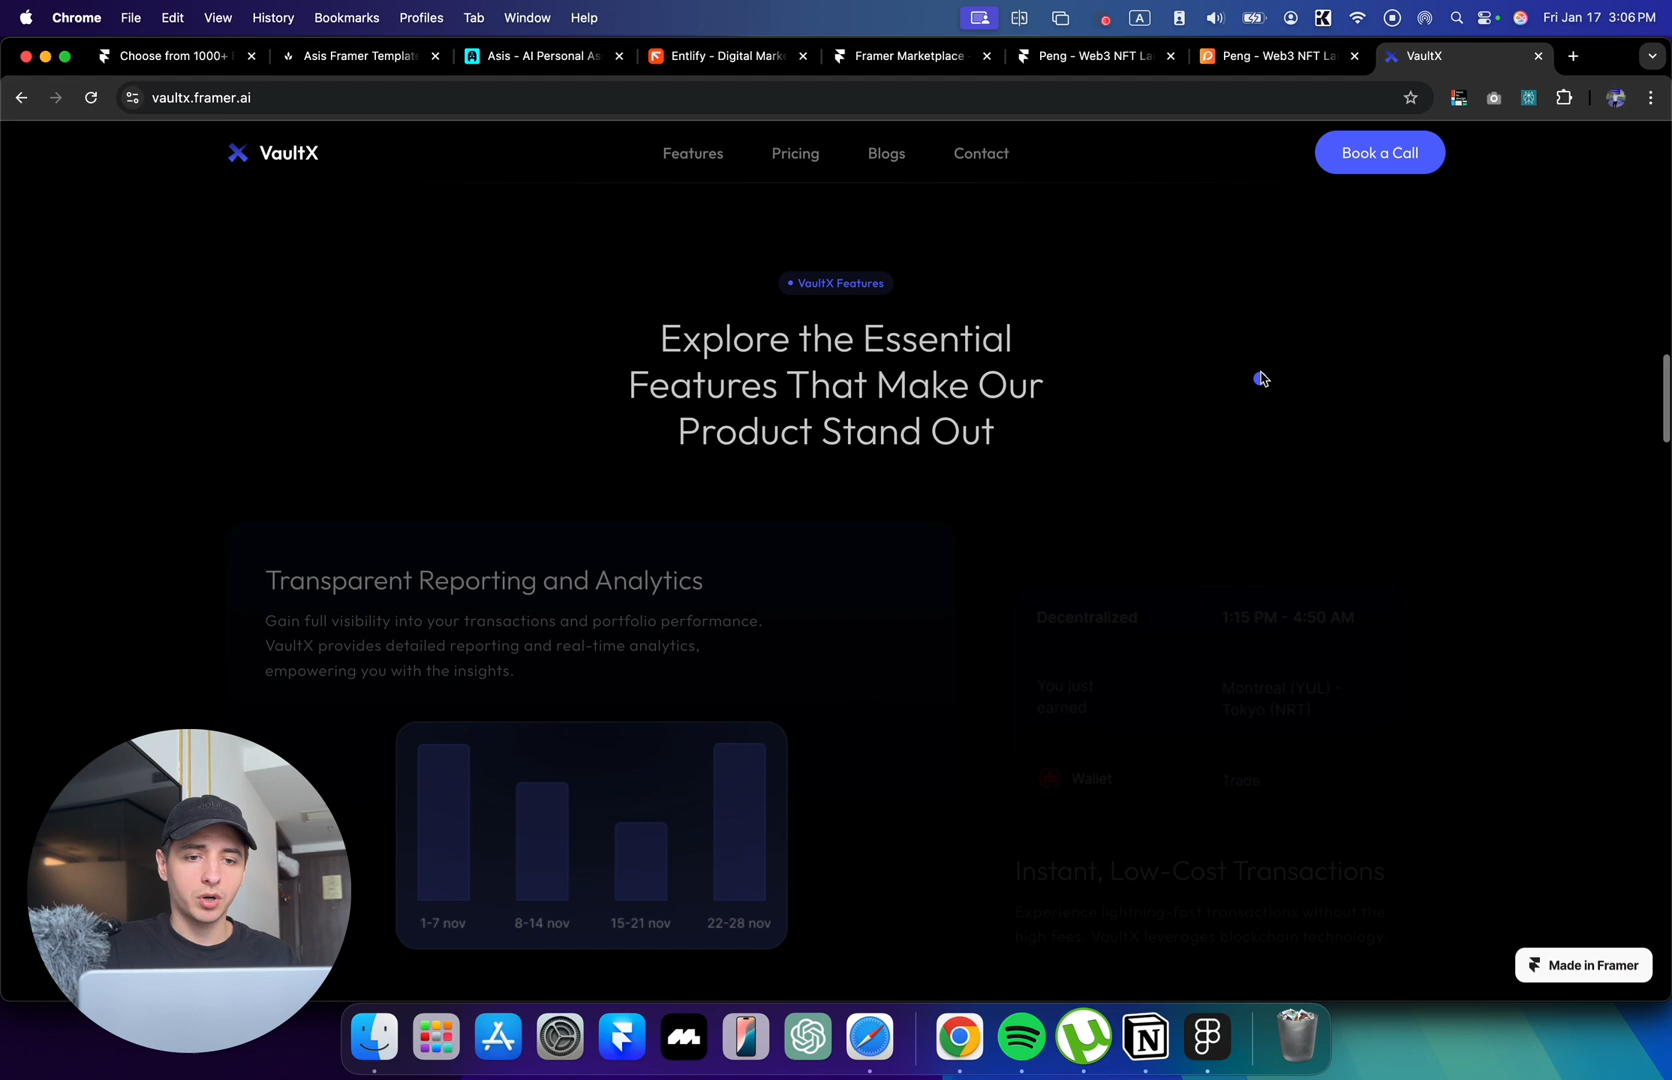 Chrome File Edit View History Bookmarks Profiles Tab Window Help
A
Fri Jan 17 3:06 PM
Choose from 1000+
Asis Framer Template
Asis - AI Personal As
Entlify - Digital Marke
Framer Marketplace
Peng - Web3 NFT La
Peng - Web3 NFT La
VaultX
vaultx.framer.ai
VaultX
Features
Pricing
Blogs
Contact
Book a Call
VaultX Features
Explore the Essential
Features That Make Our
Product Stand Out
Transparent Reporting and Analytics
Gain full visibility into your transactions and portfolio performance.
VaultX provides detailed reporting and real-time analytics,
empowering you with the insights.
1-7 nov
8-14 nov
15-21 nov
22-28 nov
Decentralized
1:15 PM - 4:50 AM
You just
earned
Montreal (YUL) -
Tokyo (NRT)
Wallet
Trade
Instant, Low-Cost Transactions
Experience lightning-fast transactions without the
high fees. VaultX leverages blockchain technology
Made in Framer